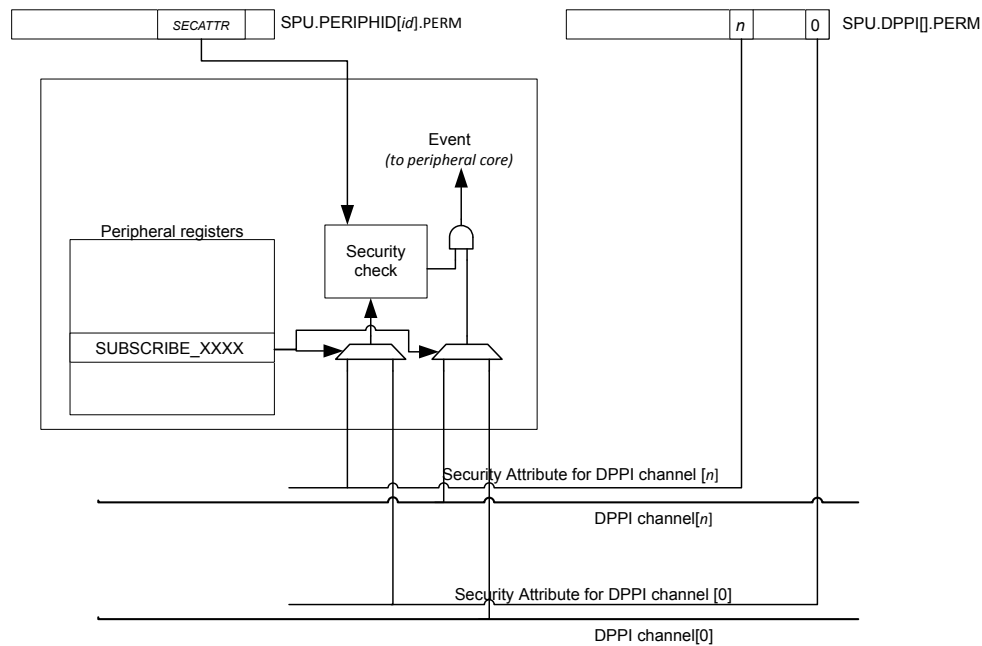 SECATTR
SPU.PERIPHID[id].PERM
n
0
SPU.DPPI[].PERM
Event
(to peripheral core)
Peripheral registers
Security
check
SUBSCRIBE_XXXX
Security Attribute for DPPI channel [n]
DPPI channel[n]
Security Attribute for DPPI channel [0]
DPPI channel[0]